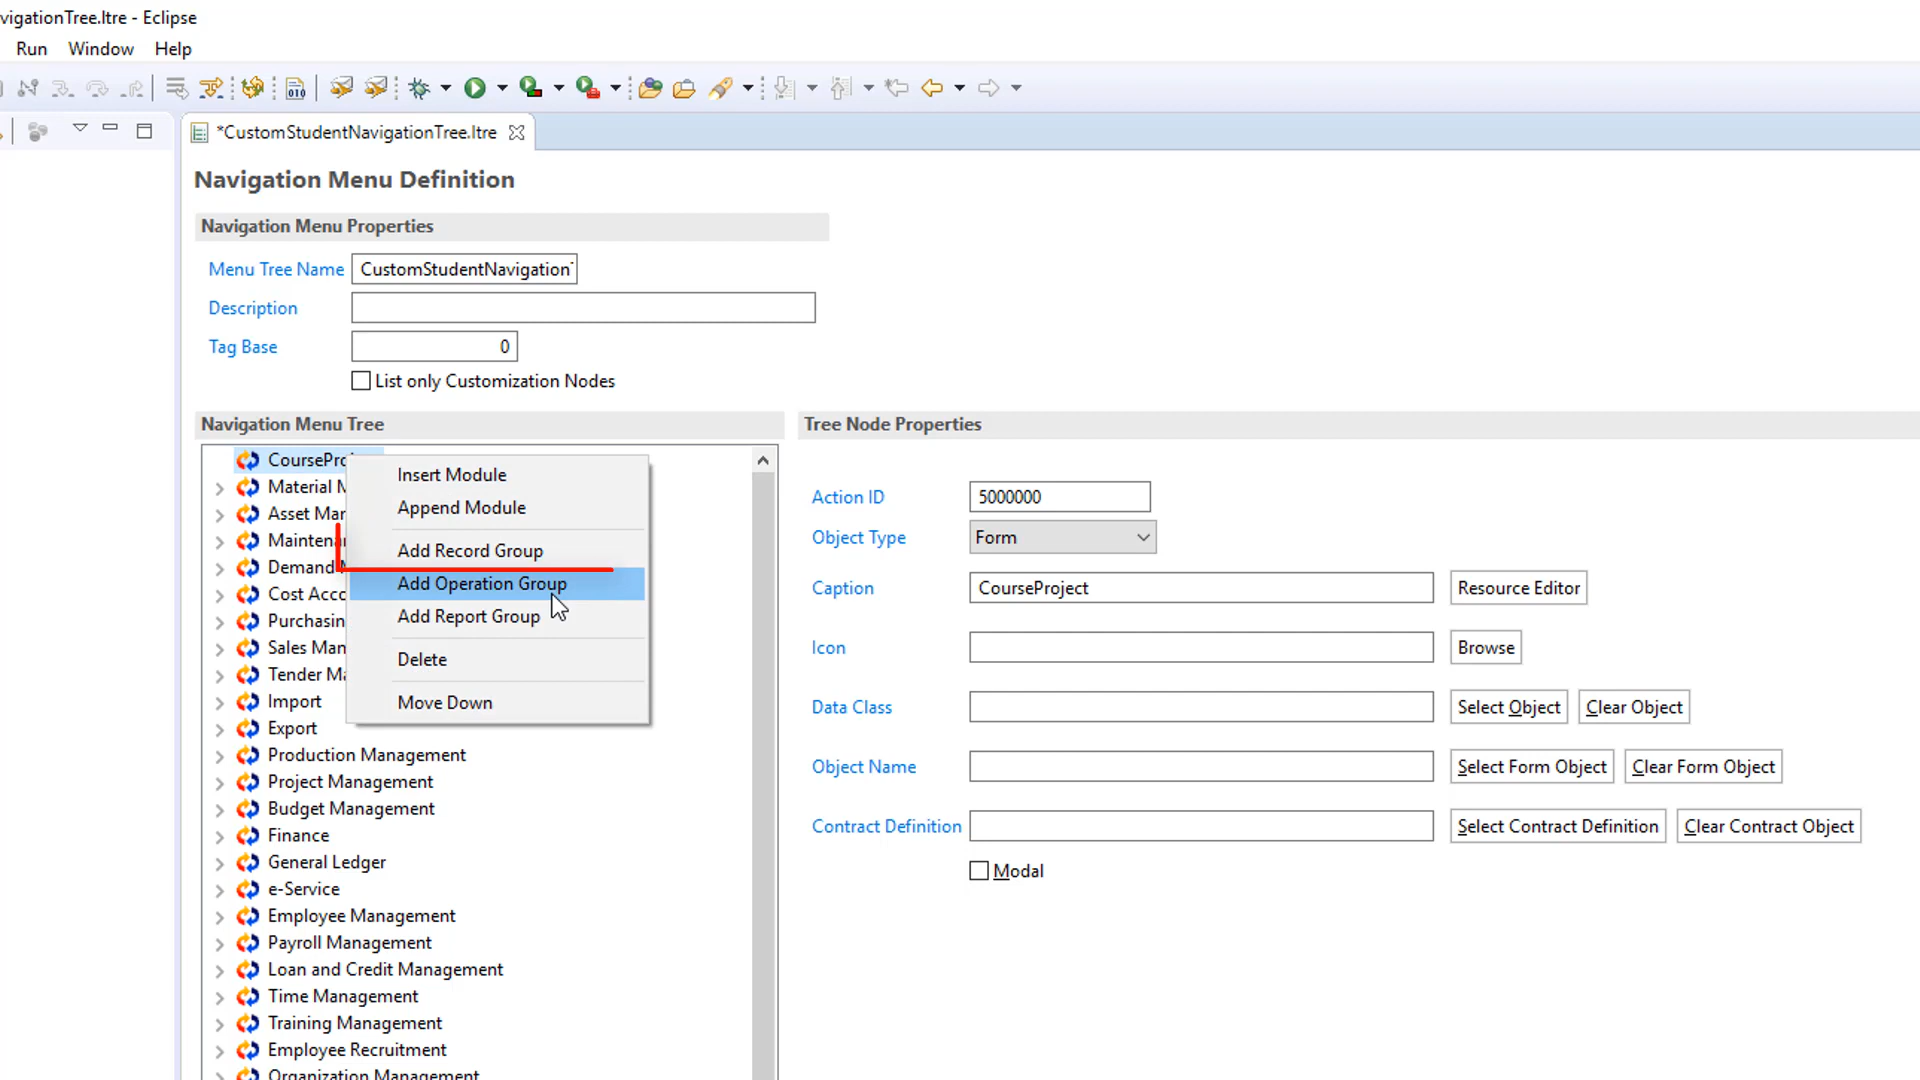 vigationTree.ltre - Eclipse
Run Window Help
010
*CustomStudentNavigationTree.ltre
Navigation Menu Definition
Navigation Menu Properties
Menu Tree Name CustomStudentNavigation
Description
Tag Base 0
List only Customization Nodes
Navigation Menu Tree
Tree Node Properties
CoursePro
Material M
Asset Man
Maintena
Demand M
Cost Acco
Purchasin
Sales Man
Tender Ma
Import
Export
Production Management
Project Management
Budget Management
Finance
General Ledger
e-Service
Employee Management
Payroll Management
Loan and Credit Management
Time Management
Training Management
Employee Recruitment
Organization Management
Insert Module
Append Module
Add Record Group
Add Operation Group
Add Report Group
Delete
Move Down
Action ID 5000000
Object Type Form
Caption CourseProject Resource Editor
Icon Browse
Data Class Select Object Clear Object
Object Name Select Form Object Clear Form Object
Contract Definition Select Contract Definition Clear Contract Object
Modal